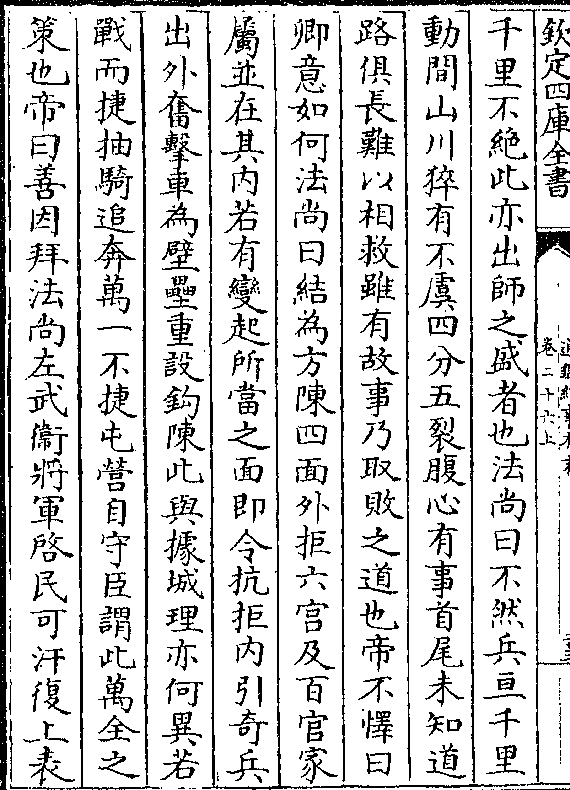 欽定四庫全書
卷二十六上
千里不絶此亦出師之盛者也法尚曰不然兵亘千里
動間山川猝有不虞四分五裂腹心有事首尾未知道
路俱長難以相救雖有故事乃取敗之道也帝不懌曰
卿意如何法尚曰結為方陳四面外拒六宫及百官家
屬並在其内若有變起所當之面即令抗拒内引奇兵
出外奮擊車為壁壘重設鈎陳此與據城理亦何異若
戰而捷抽騎追奔萬一不捷屯營自守臣謂此萬全之
策也帝曰善因拜法尚左武衞將軍啓民可汗復上表